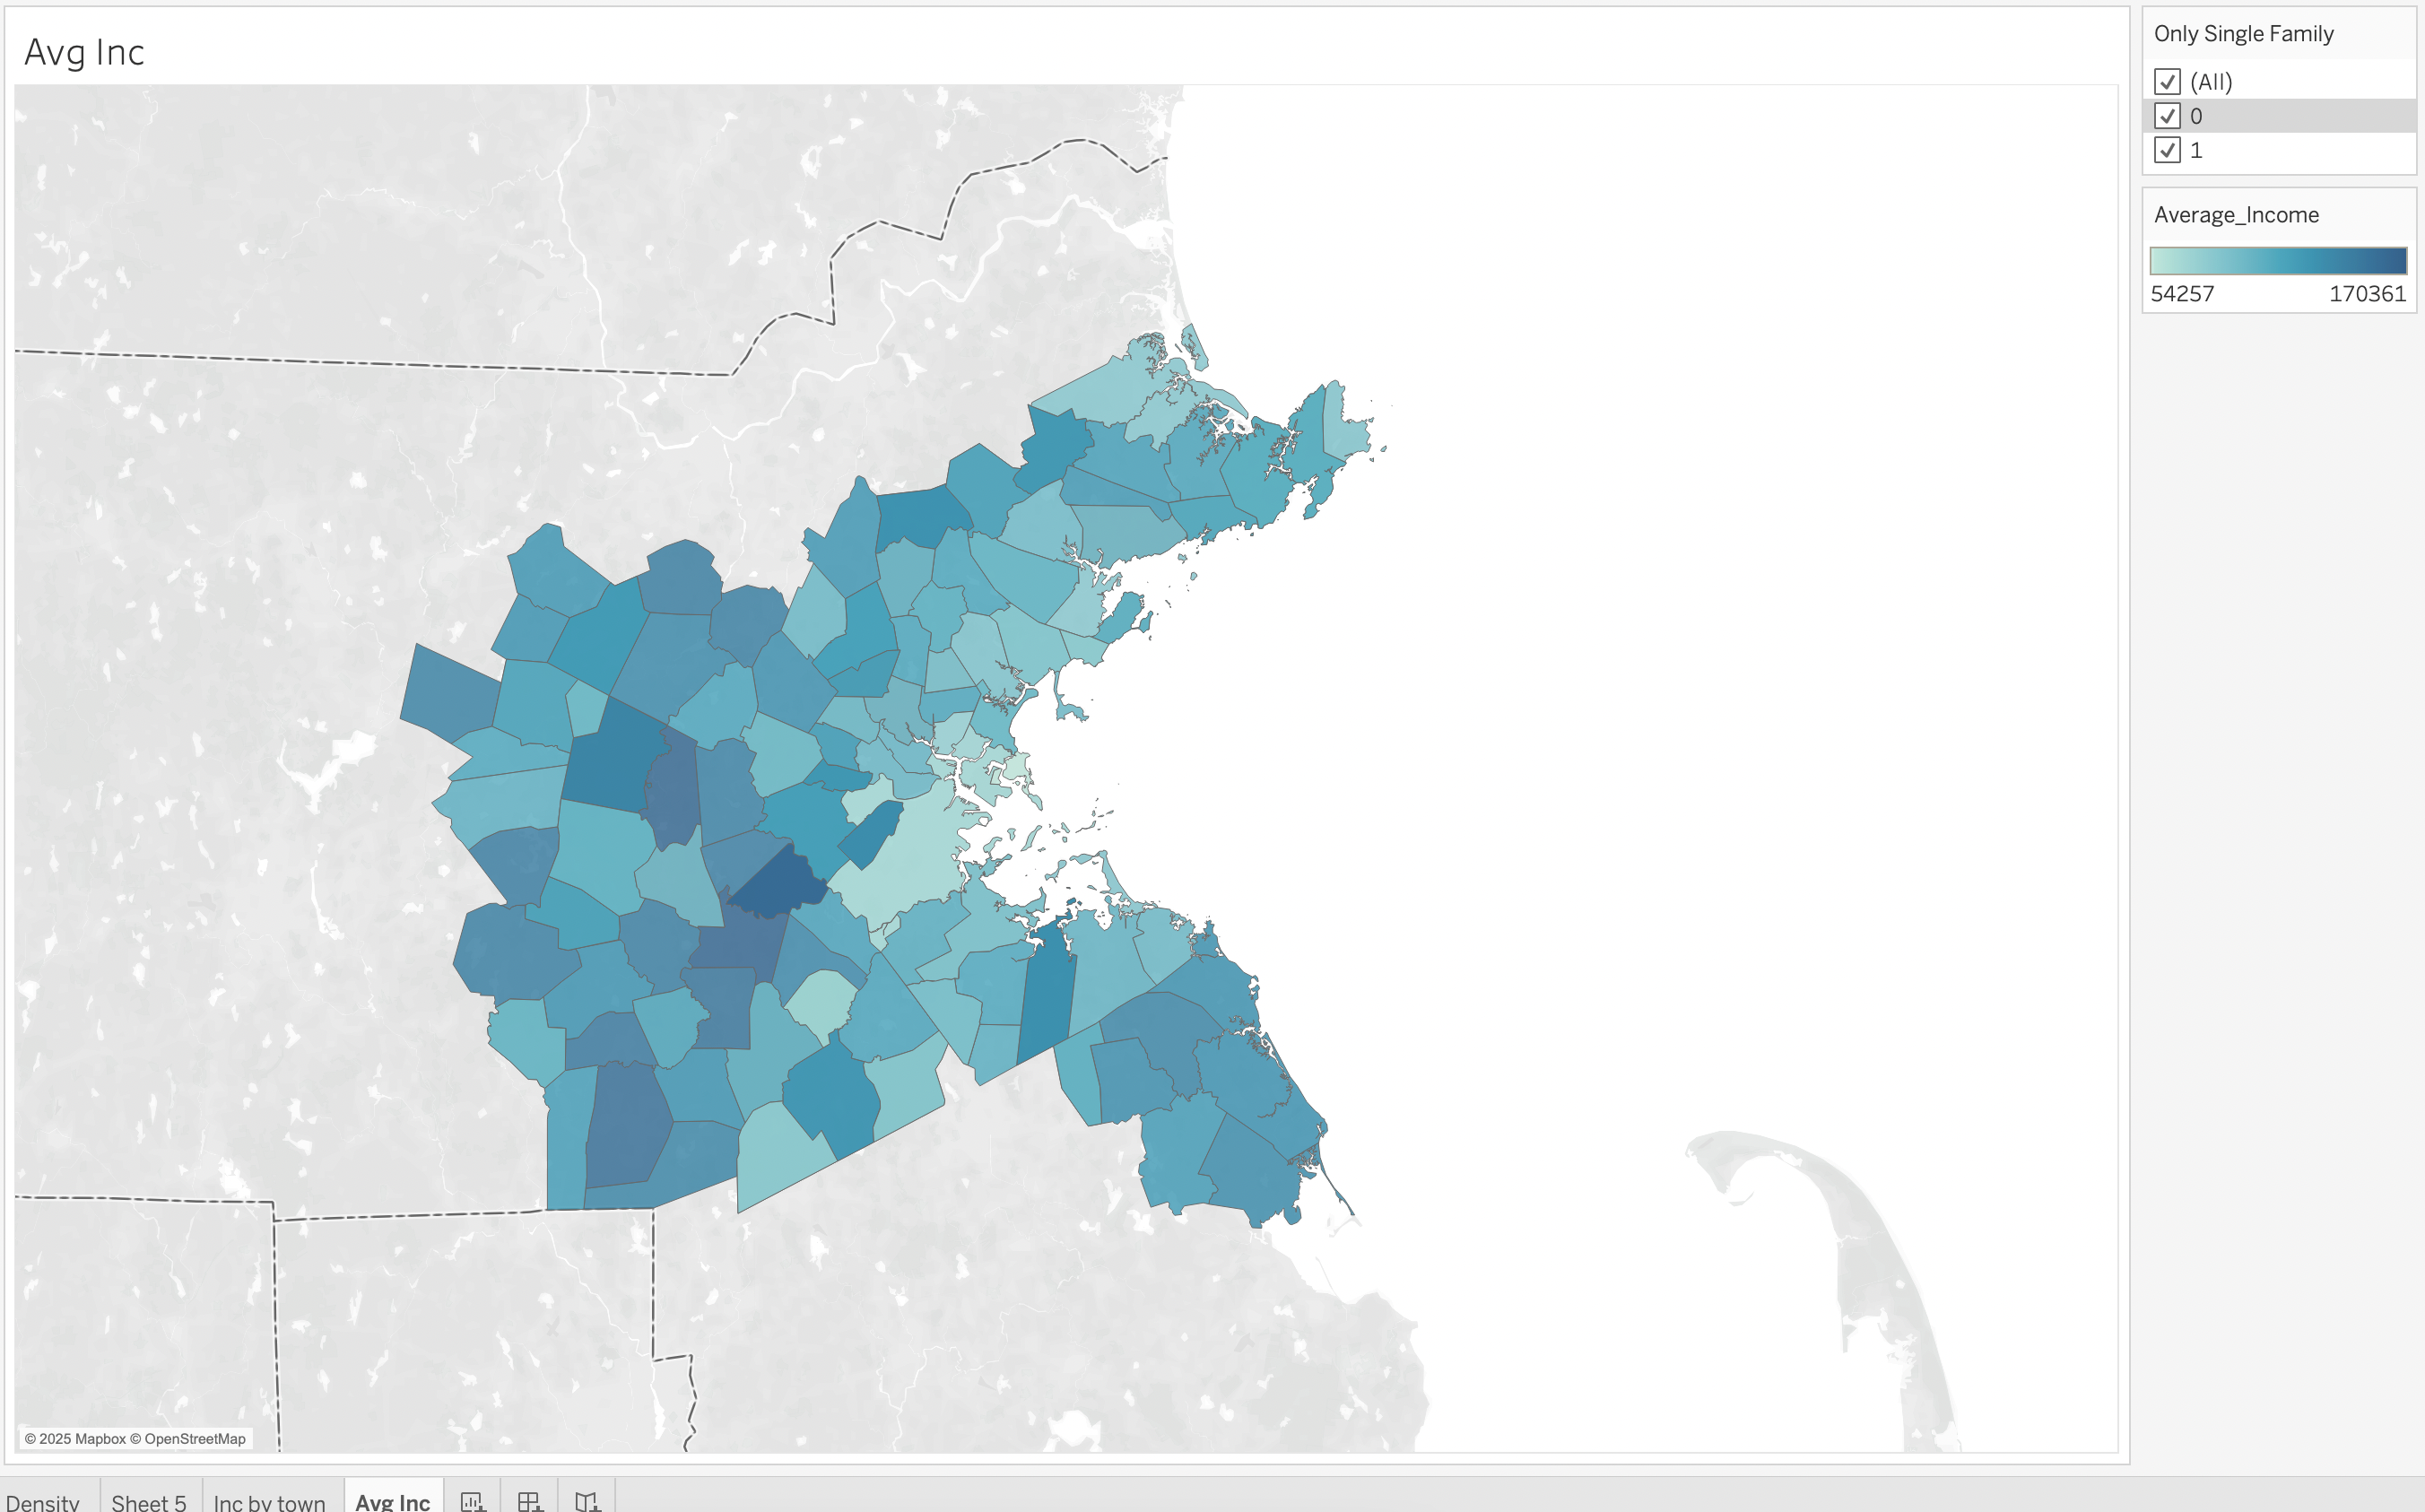 Avg Inc
Only Single Family
(All)
0
1
Average_Income
54257 170361
© 2025 Mapbox © OpenStreetMap
Density Sheet 5 Inc by town Avg Inc